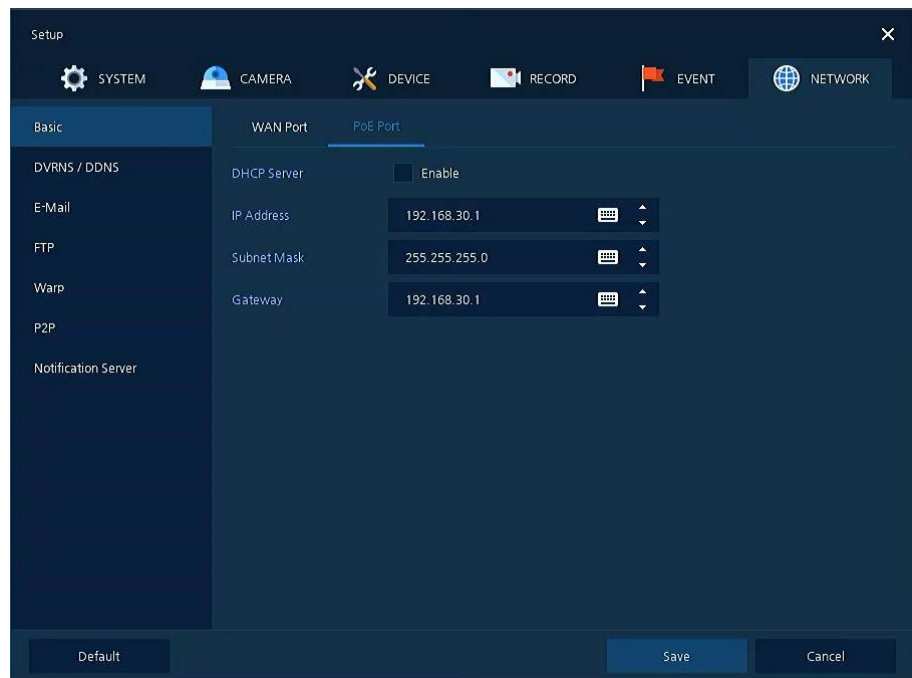 Setup
SYSTEM CAMERA DEVICE RECORD EVENT NETWORK
Basic
DVRNS / DDNS
E-Mail
FTP
Warp
P2P
Notification Server
WAN Port PoE Port
DHCP Server Enable
IP Address 192.168.30.1
Subnet Mask 255.255.255.0
Gateway 192.168.30.1
Default Save Cancel